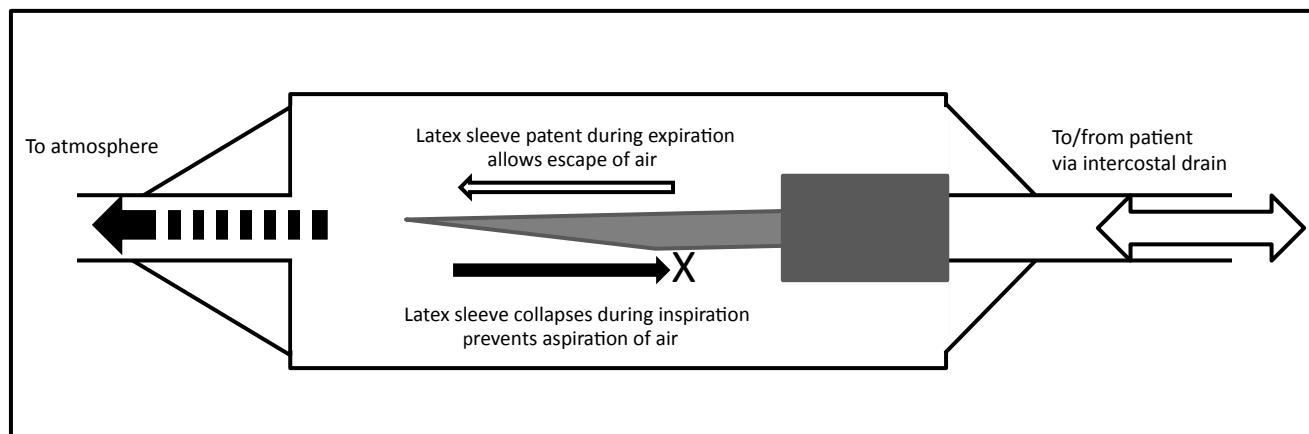 To atmosphere
Latex sleeve patent during expiration
allows escape of air
To/from patient
via intercostal drain
X
Latex sleeve collapses during inspiration
prevents aspiration of air